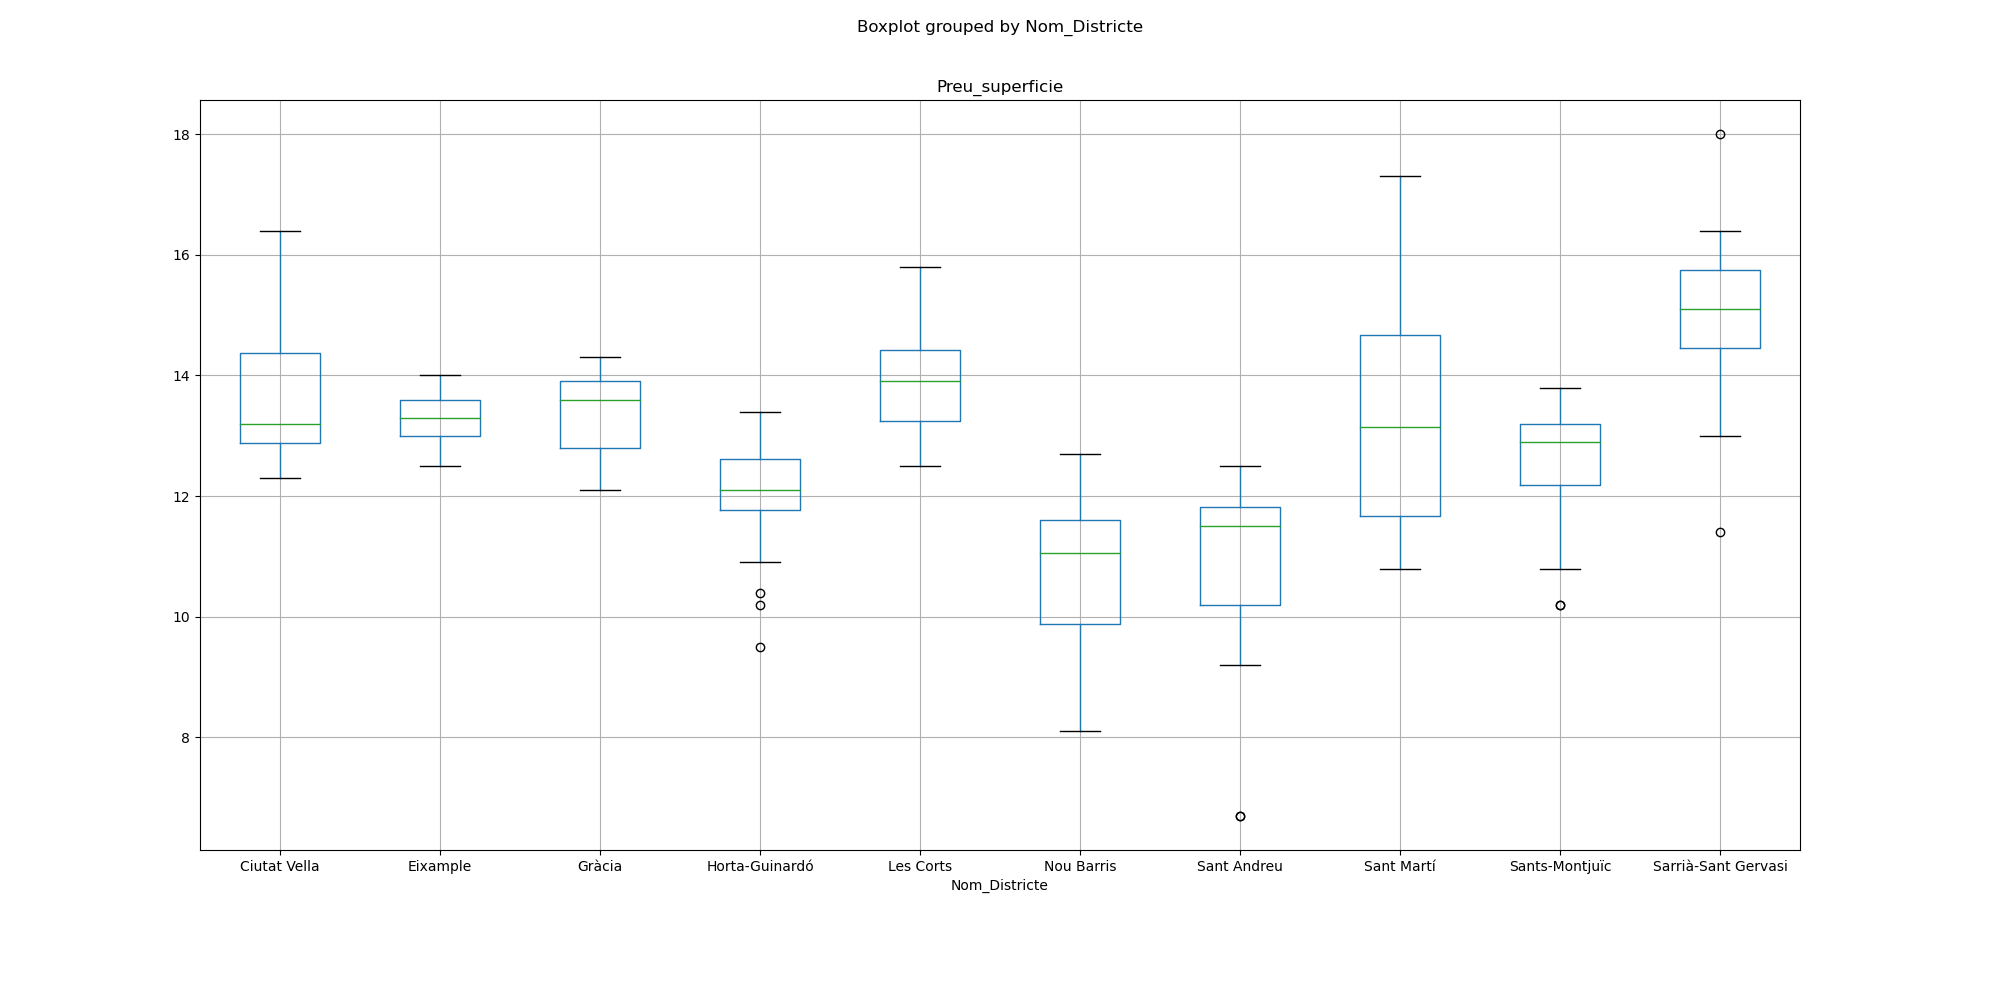 Boxplot grouped by Nom_Districte
Preu_superficie
18
16
14
12
10
8
Ciutat Vella Eixample Gràcia Horta-Guinardó Les Corts Nou Barris Sant Andreu Sant Martí Sants-Montjuïc Sarrià-Sant Gervasi
Nom_Districte